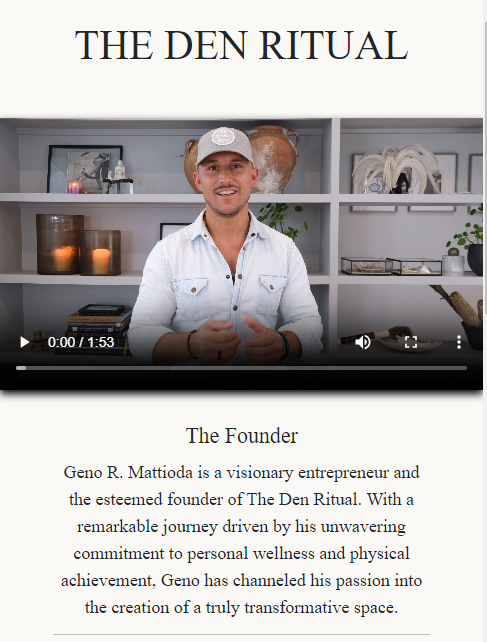 THE DEN RITUAL
0:00 / 1:53
The Founder
Geno R. Mattioda is a visionary entrepreneur and
the esteemed founder of The Den Ritual. With a
remarkable journey driven by his unwavering
commitment to personal wellness and physical
achievement, Geno has channeled his passion into
the creation of a truly transformative space.